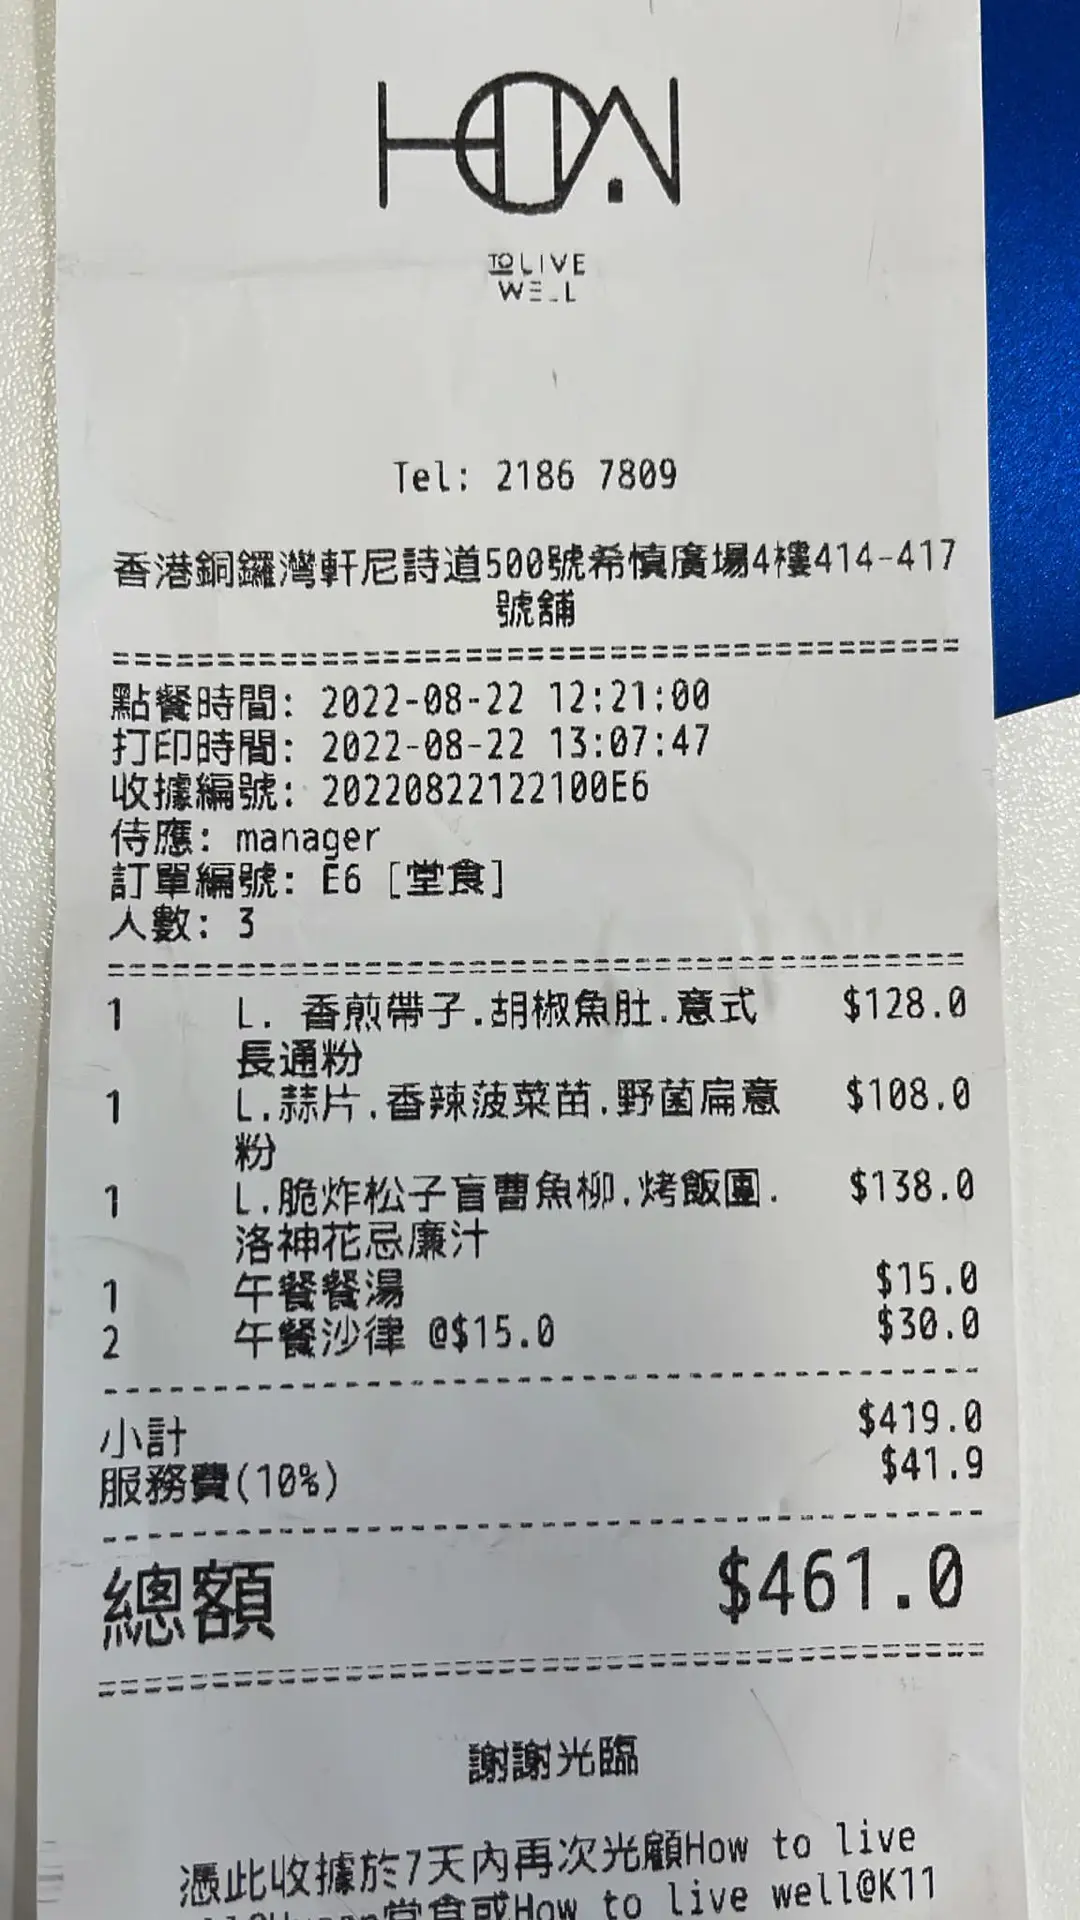 HOW
TO LIVE
WELL
Tel: 2186 7809
香港銅鑼灣軒尼詩道500號希慎廣場4樓414-417
號舖
點餐時間: 2022-08-22 12:21:00
打印時間: 2022-08-22 13:07:47
收據編號: 20220822122100E6
侍應: manager
訂單編號: E6 [堂食]
人數: 3
1 L. 香煎帶子.胡椒魚肚.意式 $128.0
長通粉
1 L.蒜片.香辣菠菜苗.野菌扁意 $108.0
粉
1 L.脆炸松子盲曹魚柳.烤飯團. $138.0
洛神花忌廉汁
1 午餐餐湯 $15.0
2 午餐沙律 @$15.0 $30.0
小計 $419.0
服務費(10%) $41.9
總額 $461.0
謝謝光臨
憑此收據於7天內再次光顧How to live
堂食或How to live well@K11